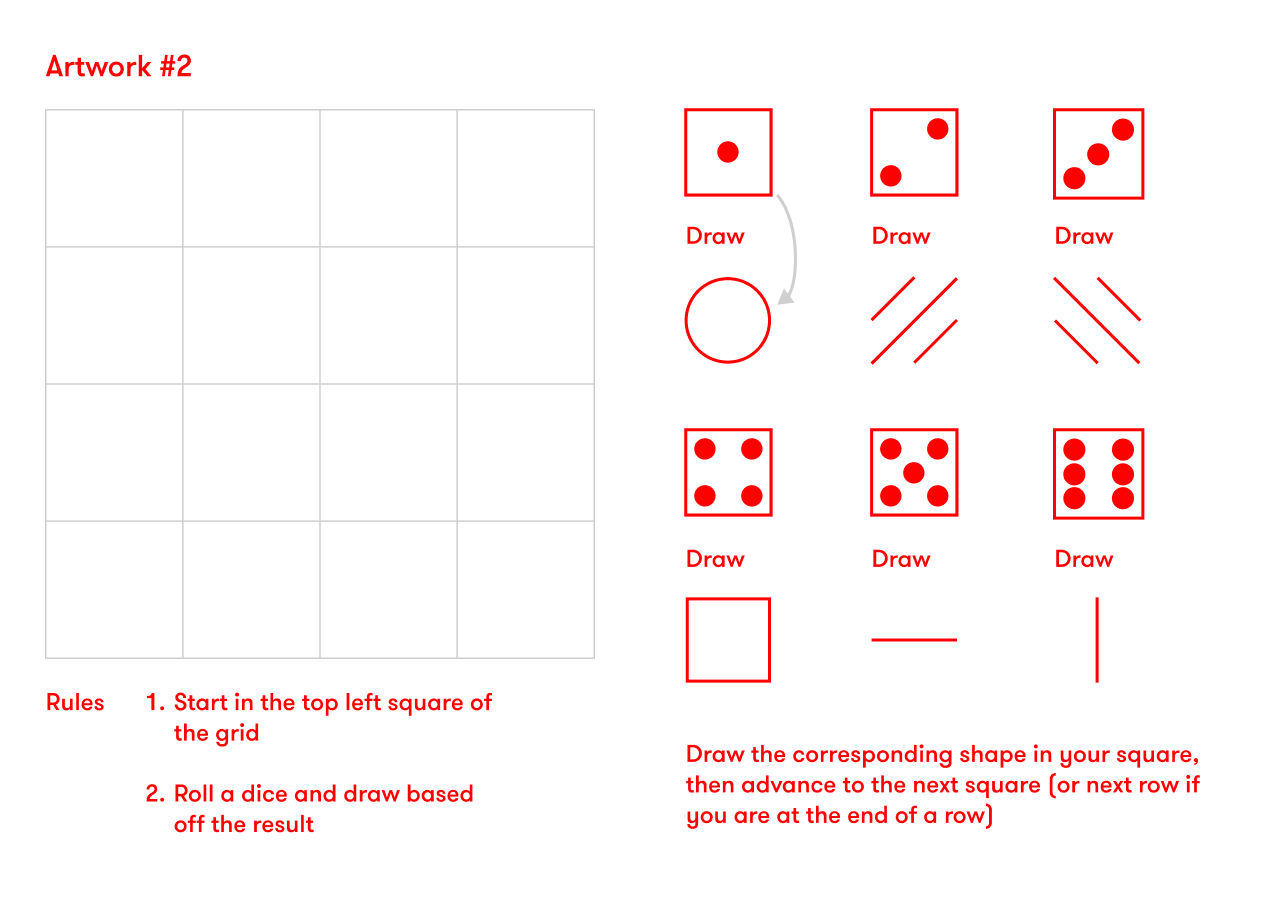 Artwork #2
Draw
Draw
Draw
Draw
Draw
Draw
Rules
1. Start in the top left square of
the grid
2. Roll a dice and draw based
off the result
Draw the corresponding shape in your square,
then advance to the next square (or next row if
you are at the end of a row)